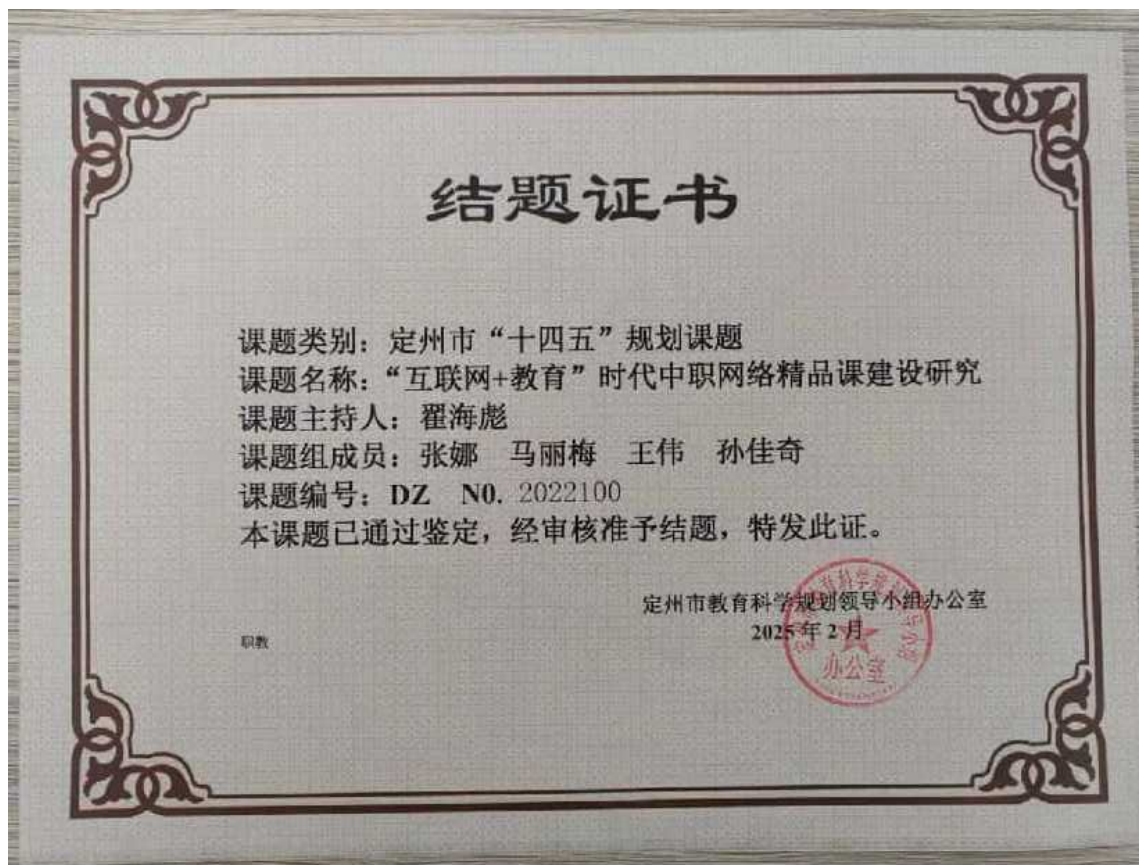 结题证书
课题类别：定州市“十四五”规划课题
课题名称：“互联网+教育”时代中职网络精品课建设研究
课题主持人：翟海彪
课题组成员：张娜 马丽梅 王伟 孙佳奇
课题编号：DZ N0. 2022100
本课题已通过鉴定，经审核准予结题，特发此证。
定州市教育科学规划领导小组办公室
2025年2月
职教
办公室